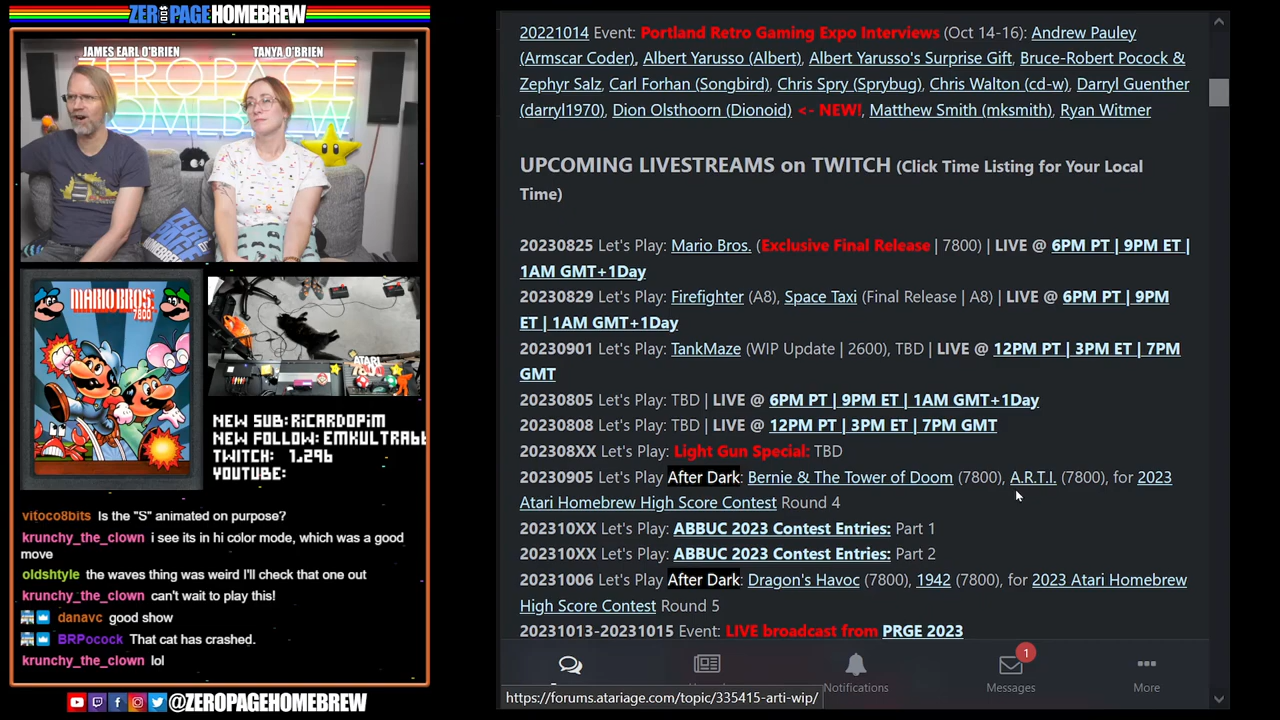 ZEROPAGEHOMEBREW
JAMES EARL O'BRIEN
TANYA O'BRIEN
ZEROPAGE
HOMEBREW
MARIO BROS.
7800
NEW SUB: RICARDOPIM
NEW FOLLOW: EMKULTRA66
TWITCH: 1,296
YOUTUBE:
vitoco8bits Is the "S" animated on purpose?
krunchy_the_clown i see its in hi color mode, which was a good
move
oldshtyle the waves thing was weird I'll check that one out
krunchy_the_clown can't wait to play this!
danavc good show
BRPocock That cat has crashed.
krunchy_the_clown lol
@ZEROPAGEHOMEBREW
20221014 Event: Portland Retro Gaming Expo Interviews (Oct 14-16): Andrew Pauley
(Armscar Coder), Albert Yarusso (Albert), Albert Yarusso's Surprise Gift, Bruce-Robert Pocock &
Zephyr Salz, Carl Forhan (Songbird), Chris Spry (Sprybug), Chris Walton (cd-w), Darryl Guenther
(darryl1970), Dion Olsthoorn (Dionoid) <- NEW!, Matthew Smith (mksmith), Ryan Witmer
UPCOMING LIVESTREAMS on TWITCH (Click Time Listing for Your Local
Time)
20230825 Let's Play: Mario Bros. (Exclusive Final Release | 7800) | LIVE @ 6PM PT | 9PM ET |
1AM GMT+1Day
20230829 Let's Play: Firefighter (A8), Space Taxi (Final Release | A8) | LIVE @ 6PM PT | 9PM
ET | 1AM GMT+1Day
20230901 Let's Play: TankMaze (WIP Update | 2600), TBD | LIVE @ 12PM PT | 3PM ET | 7PM
GMT
20230805 Let's Play: TBD | LIVE @ 6PM PT | 9PM ET | 1AM GMT+1Day
20230808 Let's Play: TBD | LIVE @ 12PM PT | 3PM ET | 7PM GMT
202308XX Let's Play: Light Gun Special: TBD
20230905 Let's Play After Dark: Bernie & The Tower of Doom (7800), A.R.T.I. (7800), for 2023
Atari Homebrew High Score Contest Round 4
202310XX Let's Play: ABBUC 2023 Contest Entries: Part 1
202310XX Let's Play: ABBUC 2023 Contest Entries: Part 2
20231006 Let's Play After Dark: Dragon's Havoc (7800), 1942 (7800), for 2023 Atari Homebrew
High Score Contest Round 5
20231013-20231015 Event: LIVE broadcast from PRGE 2023
1
Notifications
Messages
More
https://forums.atariage.com/topic/335415-arti-wip/